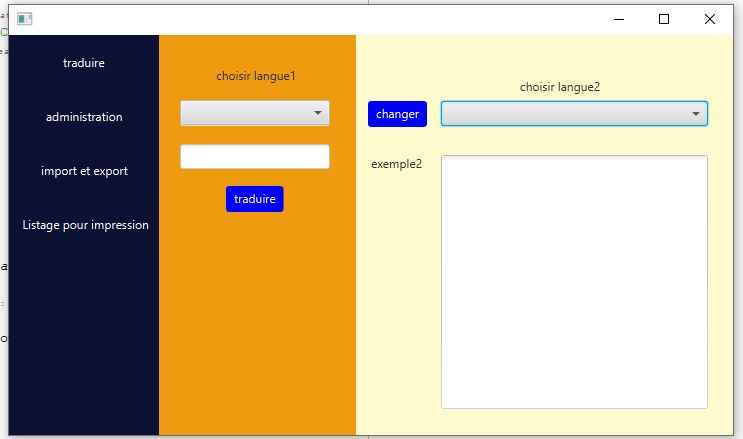 traduire
administration
import et export
Listage pour impression
choisir langue1
traduire
choisir langue2
changer
exemple2